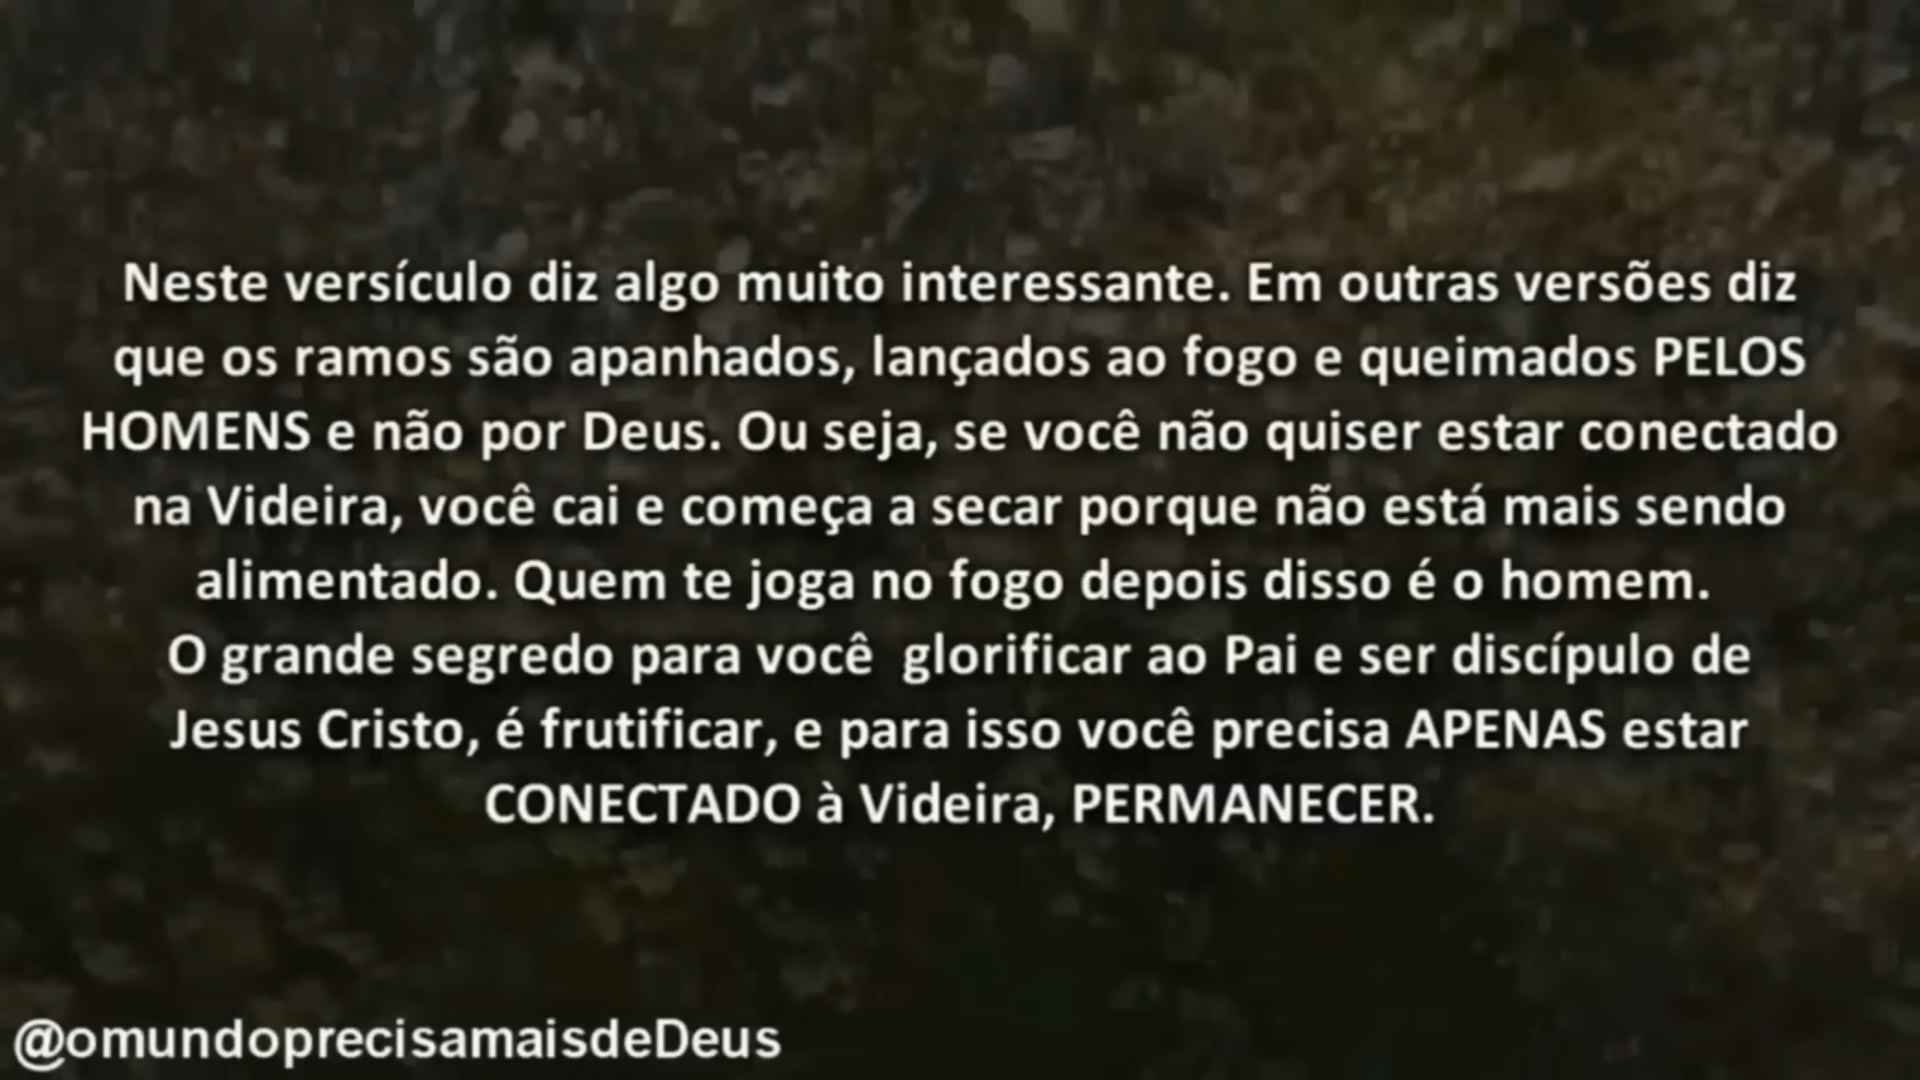 Neste versículo diz algo muito interessante. Em outras versões diz
que os ramos são apanhados, lançados ao fogo e queimados PELOS
HOMENS e não por Deus. Ou seja, se você não quiser estar conectado
na Videira, você cai e começa a secar porque não está mais sendo
alimentado. Quem te joga no fogo depois disso é o homem.
O grande segredo para você  glorificar ao Pai e ser discípulo de
Jesus Cristo, é frutificar, e para isso você precisa APENAS estar
CONECTADO à Videira, PERMANECER.
@omundoprecisamaisdeDeus